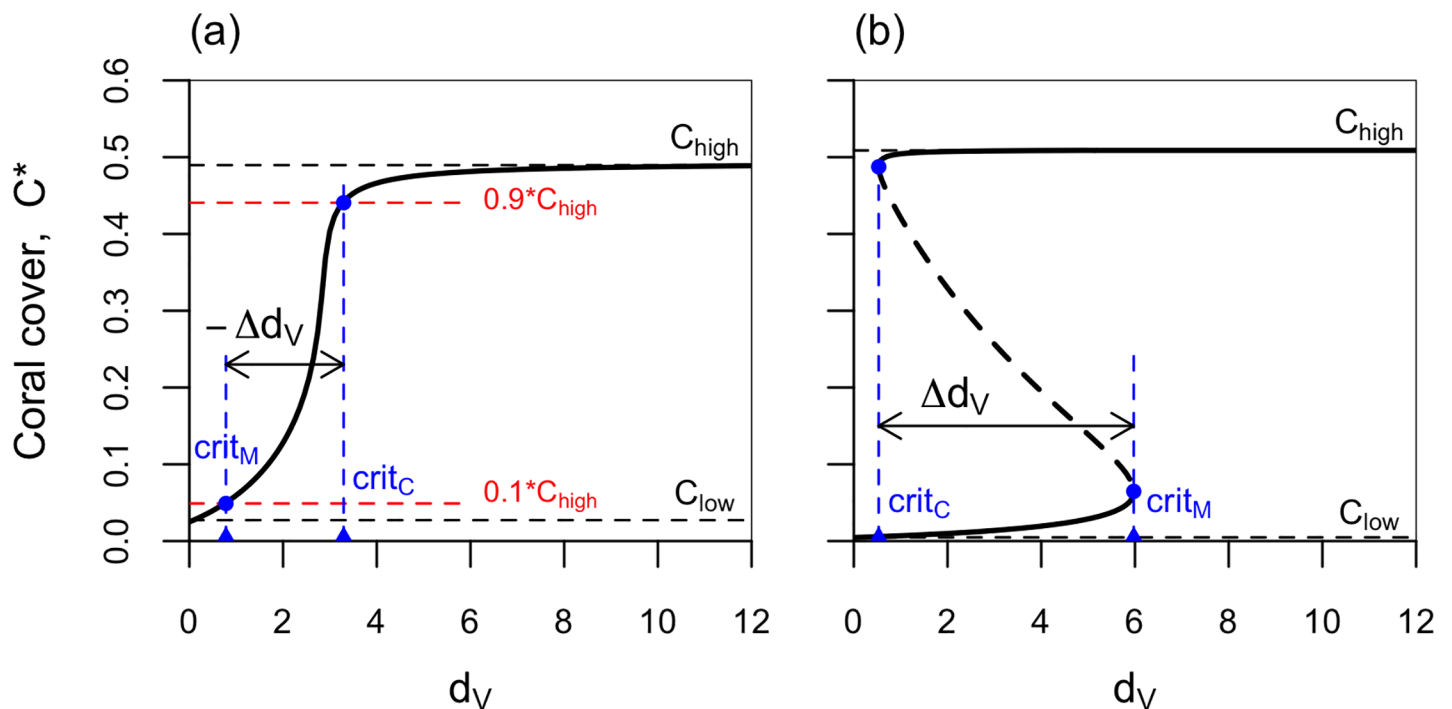 (a)
(b)
Coral cover, C*
0.6
0.5
0.4
0.3
0.2
0.1
0.0
C_high
0.9*C_high
− Δd_V
crit_M
crit_C
0.1*C_high
C_low
0 2 4 6 8 10 12
d_V
C_high
Δd_V
crit_C
crit_M
C_low
0 2 4 6 8 10 12
d_V